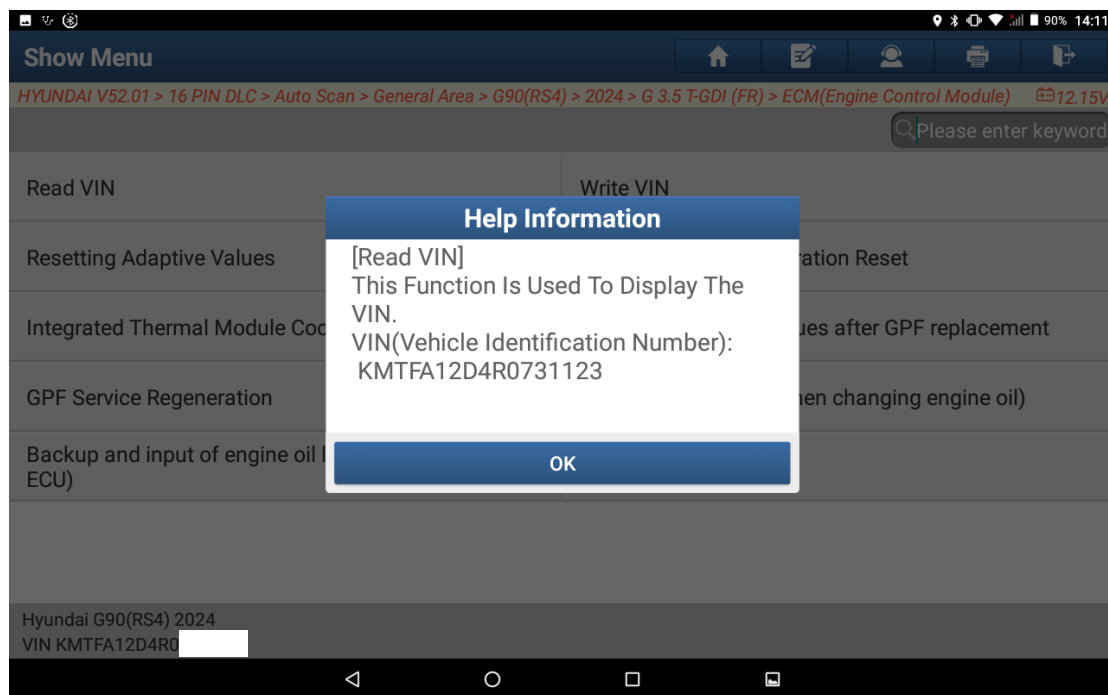 90% 14:11
Show Menu
HYUNDAI V52.01 > 16 PIN DLC > Auto Scan > General Area > G90(RS4) > 2024 > G 3.5 T-GDI (FR) > ECM(Engine Control Module) 12.15V
Please enter keyword
Read VIN
Write VIN
Help Information
[Read VIN]
This Function Is Used To Display The
VIN.
VIN(Vehicle Identification Number):
KMTFA12D4R0731123
OK
Resetting Adaptive Values
ration Reset
Integrated Thermal Module Coo
ues after GPF replacement
GPF Service Regeneration
hen changing engine oil)
Backup and input of engine oil
ECU)
Hyundai G90(RS4) 2024
VIN KMTFA12D4R0